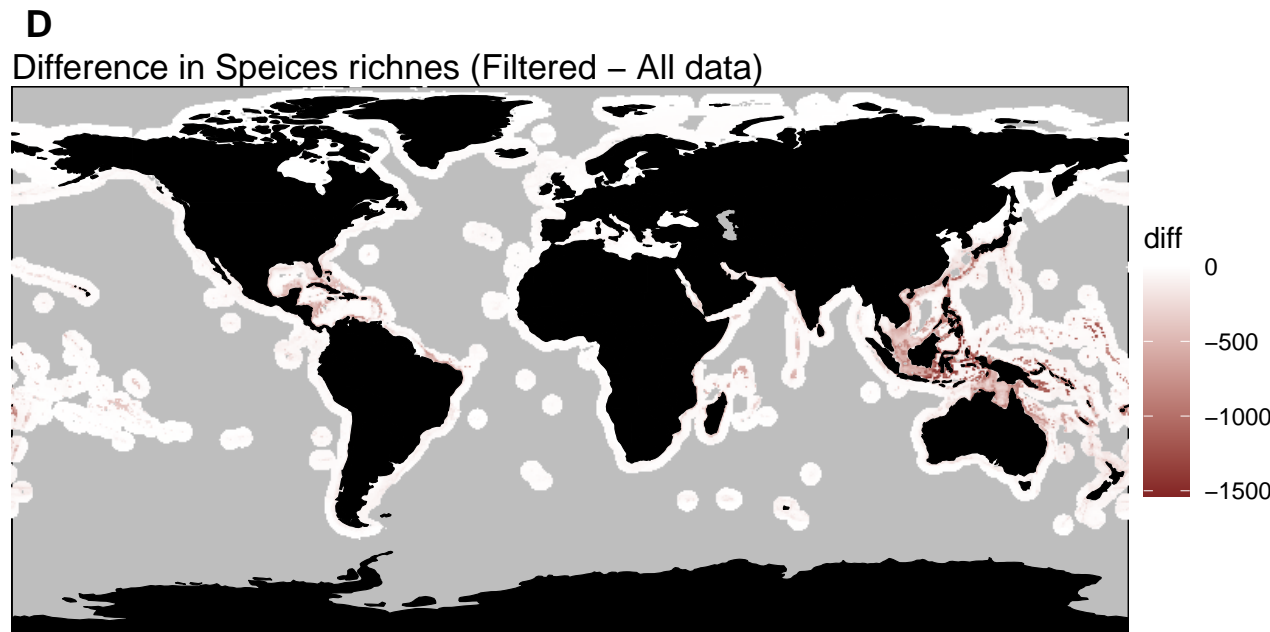 D
Difference in Speices richnes (Filtered – All data)
diff
0
−500
−1000
−1500